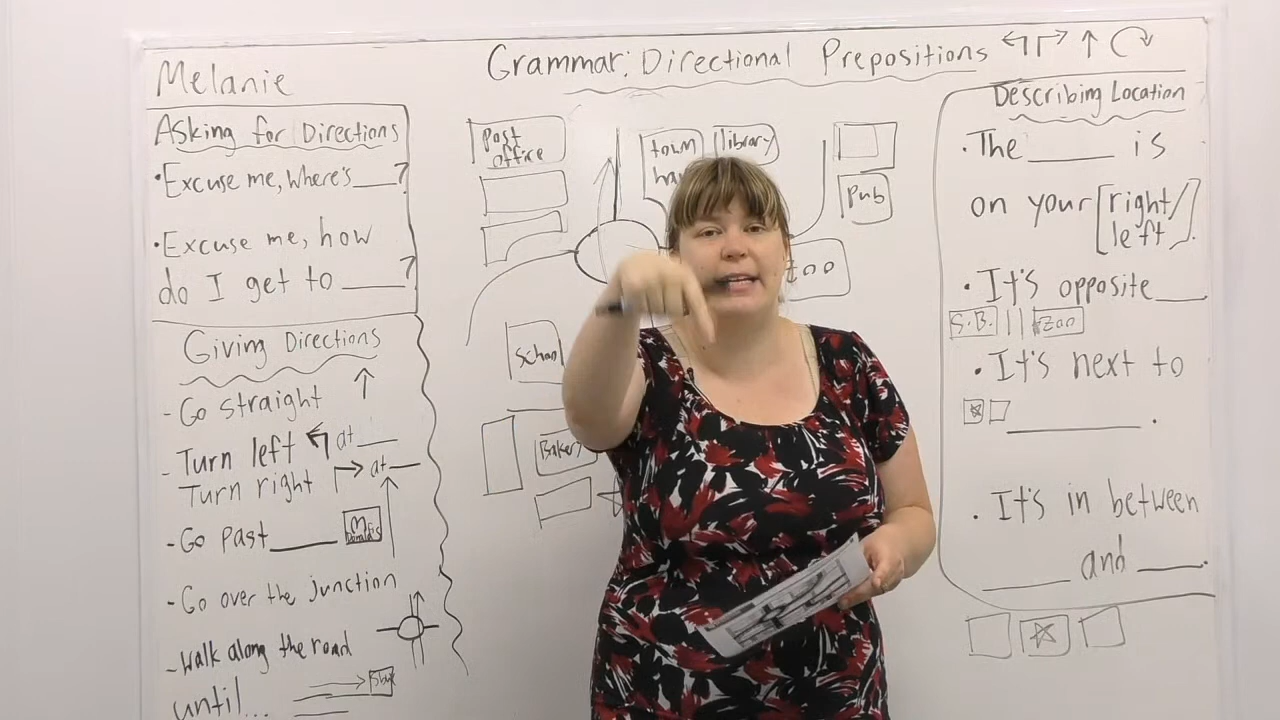 Grammar: Directional Prepositions
Melanie
Asking for Directions
• Excuse me, where's ___?
• Excuse me, how
do I get to ___?
Giving Directions
- Go straight
- Turn left at ___
Turn right at ___
- Go past ___
- Go over the junction
- Walk along the road
until...
Post
office
town
library
Pub
zoo
School
Bakery
Describing Location
• The ___ is
on your [right/
left].
• It's opposite ___
S.B.
Zoo
• It's next to
___.
• It's in between
___ and ___.